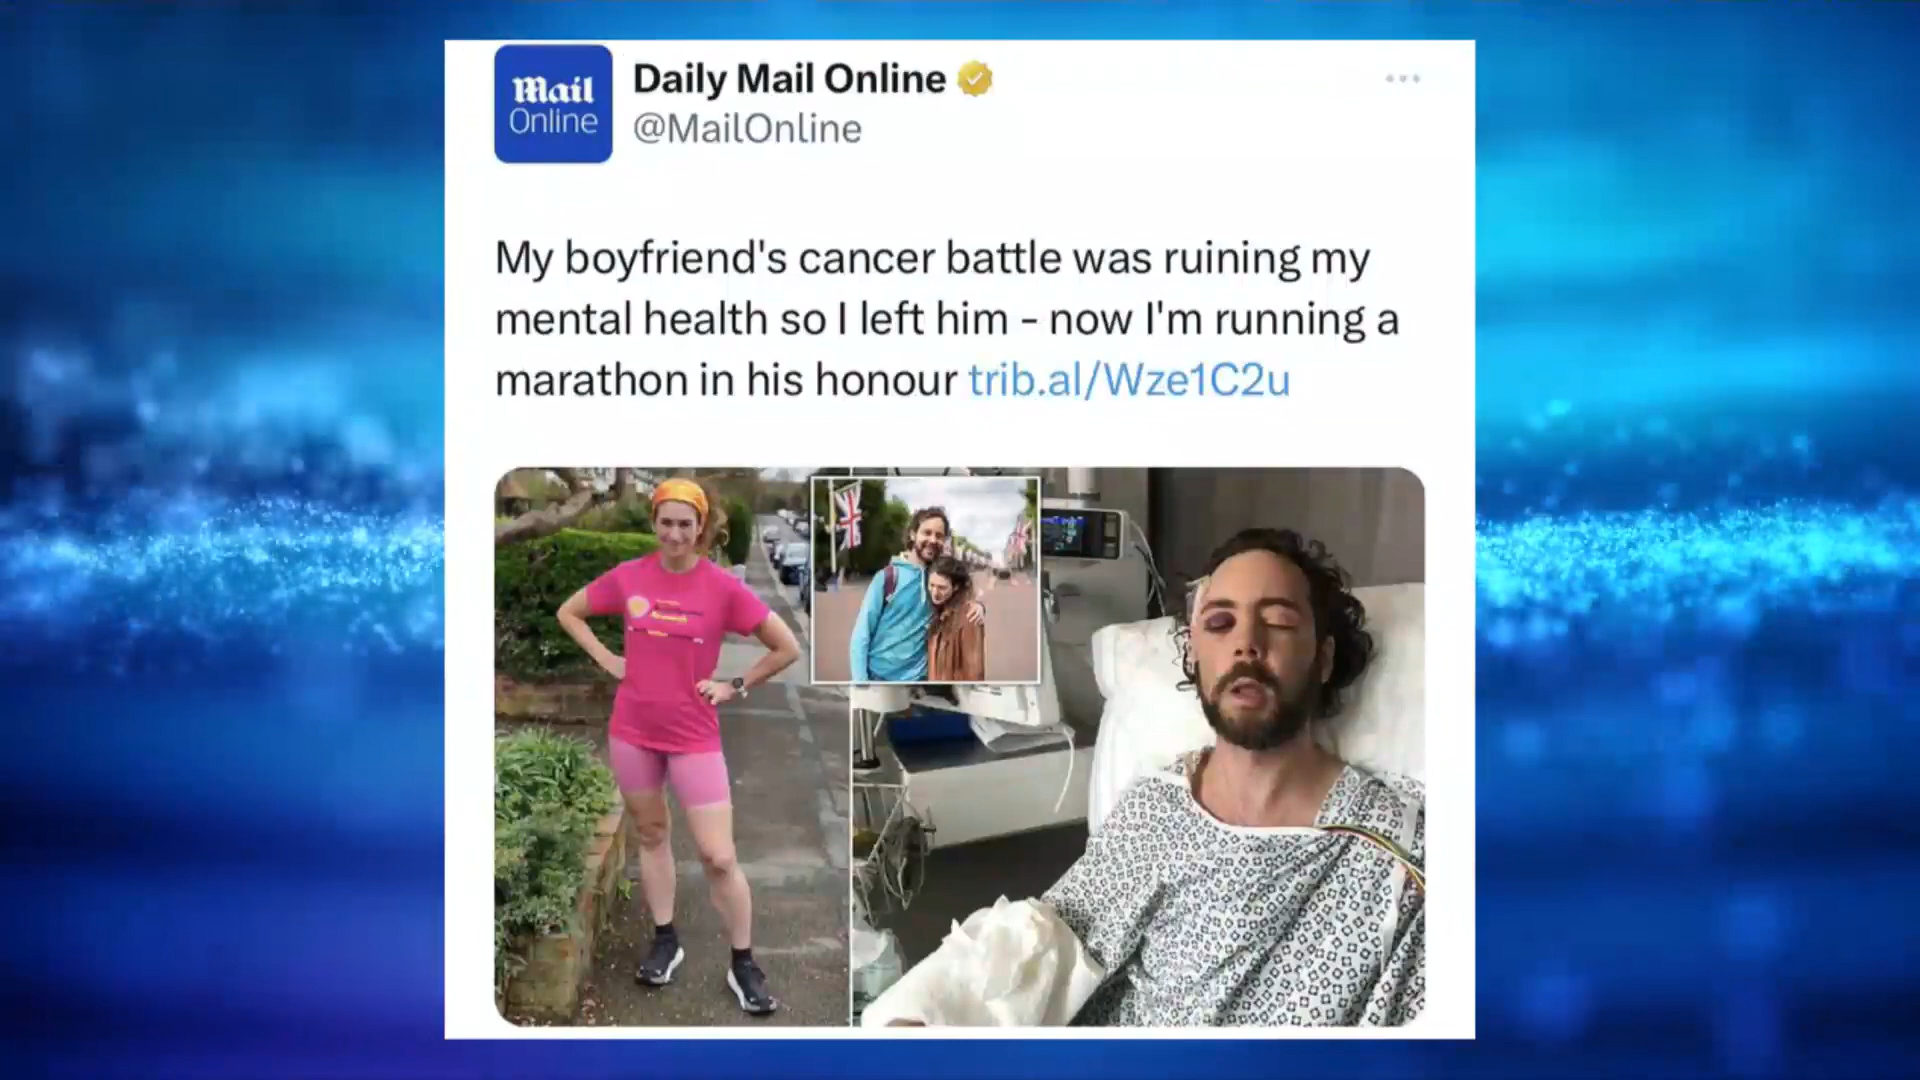 Mail
Online
Daily Mail Online
@MailOnline
My boyfriend's cancer battle was ruining my
mental health so I left him - now I'm running a
marathon in his honour trib.al/Wze1C2u